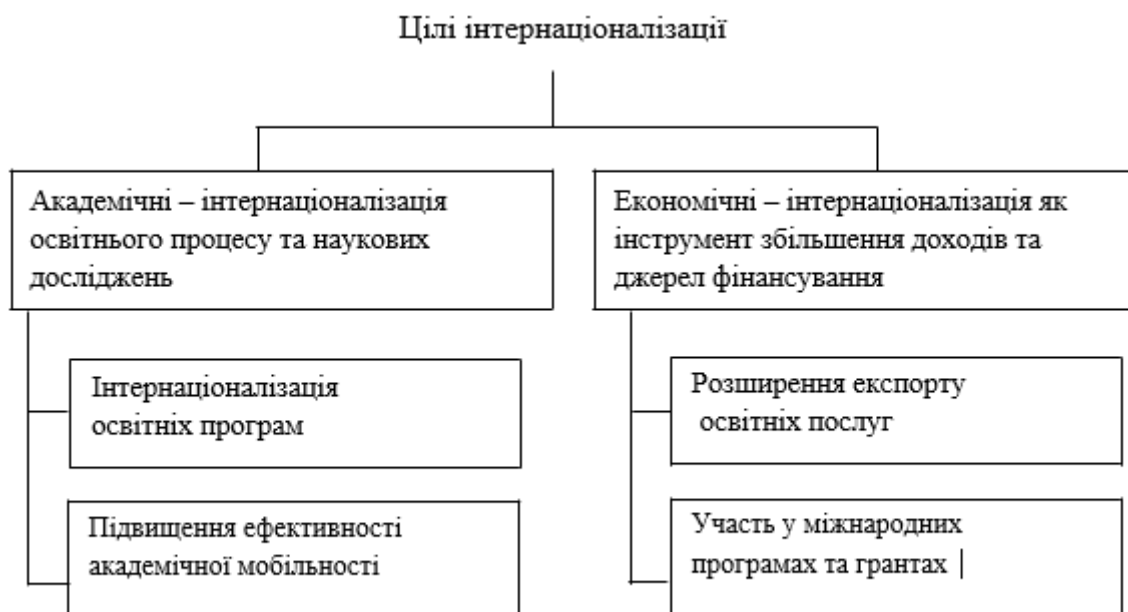 Цілі інтернаціоналізації
Академічні – інтернаціоналізація
освітнього процесу та наукових
досліджень
Економічні – інтернаціоналізація як
інструмент збільшення доходів та
джерел фінансування
Інтернаціоналізація
освітніх програм
Розширення експорту
освітніх послуг
Підвищення ефективності
академічної мобільності
Участь у міжнародних
програмах та грантах